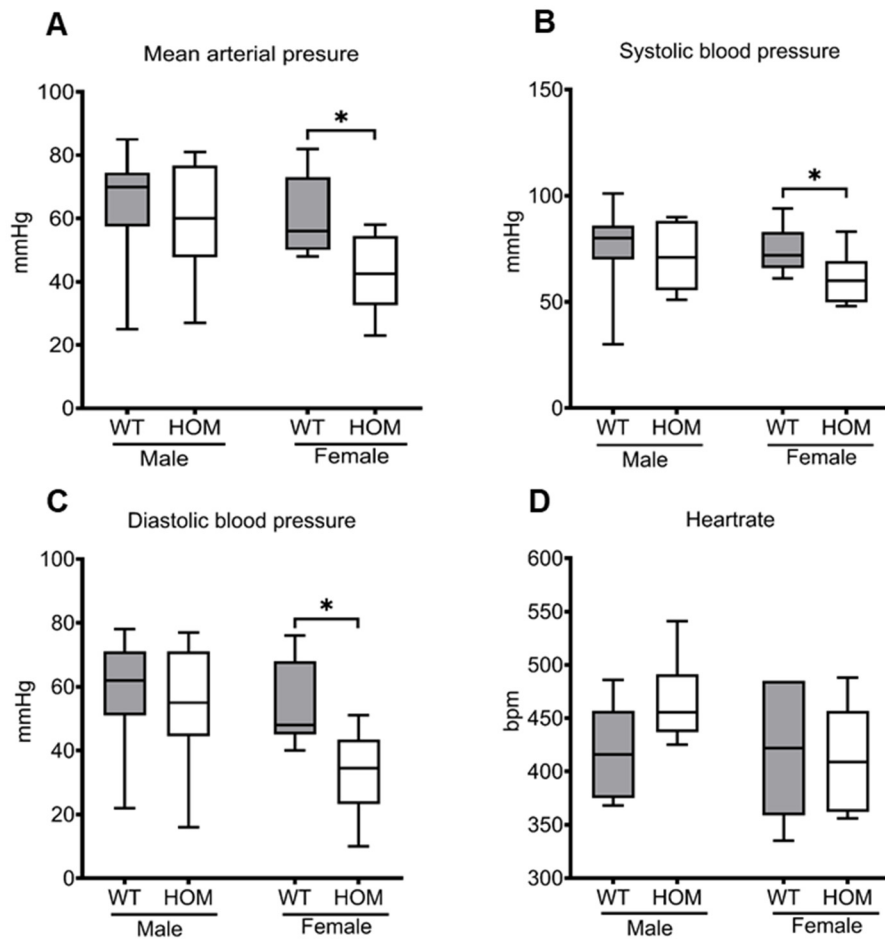 A
Mean arterial presure
mmHg
100
80
60
40
20
0
*
WT HOM WT HOM
Male Female
B
Systolic blood pressure
mmHg
150
100
50
0
*
WT HOM WT HOM
Male Female
C
Diastolic blood pressure
mmHg
100
80
60
40
20
0
*
WT HOM WT HOM
Male Female
D
Heartrate
bpm
600
550
500
450
400
350
300
WT HOM WT HOM
Male Female